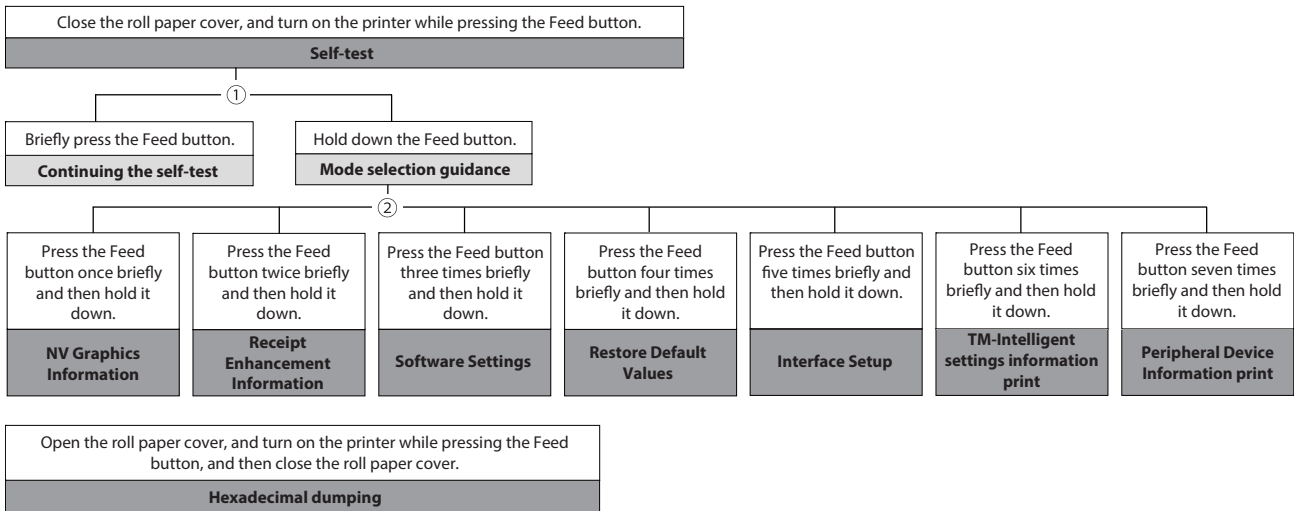 Close the roll paper cover, and turn on the printer while pressing the Feed button.
Self-test
①
Briefly press the Feed button.
Continuing the self-test
Hold down the Feed button.
Mode selection guidance
②
Press the Feed
button once briefly
and then hold it
down.
NV Graphics
Information
Press the Feed
button twice briefly
and then hold it
down.
Receipt
Enhancement
Information
Press the Feed button
three times briefly
and then hold it
down.
Software Settings
Press the Feed
button four times
briefly and then hold
it down.
Restore Default
Values
Press the Feed button
five times briefly and
then hold it down.
Interface Setup
Press the Feed
button six times
briefly and then hold
it down.
TM-Intelligent
settings information
print
Press the Feed
button seven times
briefly and then hold
it down.
Peripheral Device
Information print
Open the roll paper cover, and turn on the printer while pressing the Feed
button, and then close the roll paper cover.
Hexadecimal dumping